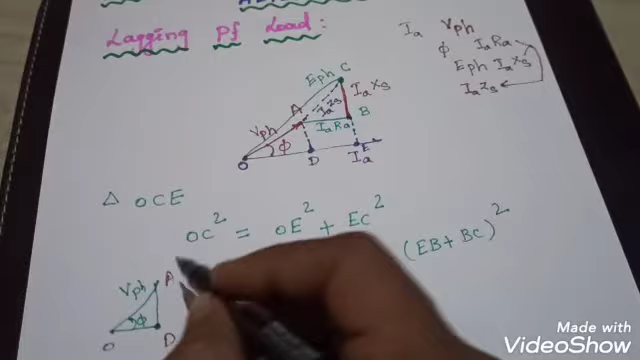 Lagging Pf Load:
Ia Vph
φ IaRa
Eph IaXs
IaZs
C
Eph
IaXs
A
IaZs
Vph
B
IaRa
φ
O
D
E
Ia
Δ OCE
OC² = OE² + EC²
(EB+BC)²
Vph
A
φ
O
D
Made with
VideoShow